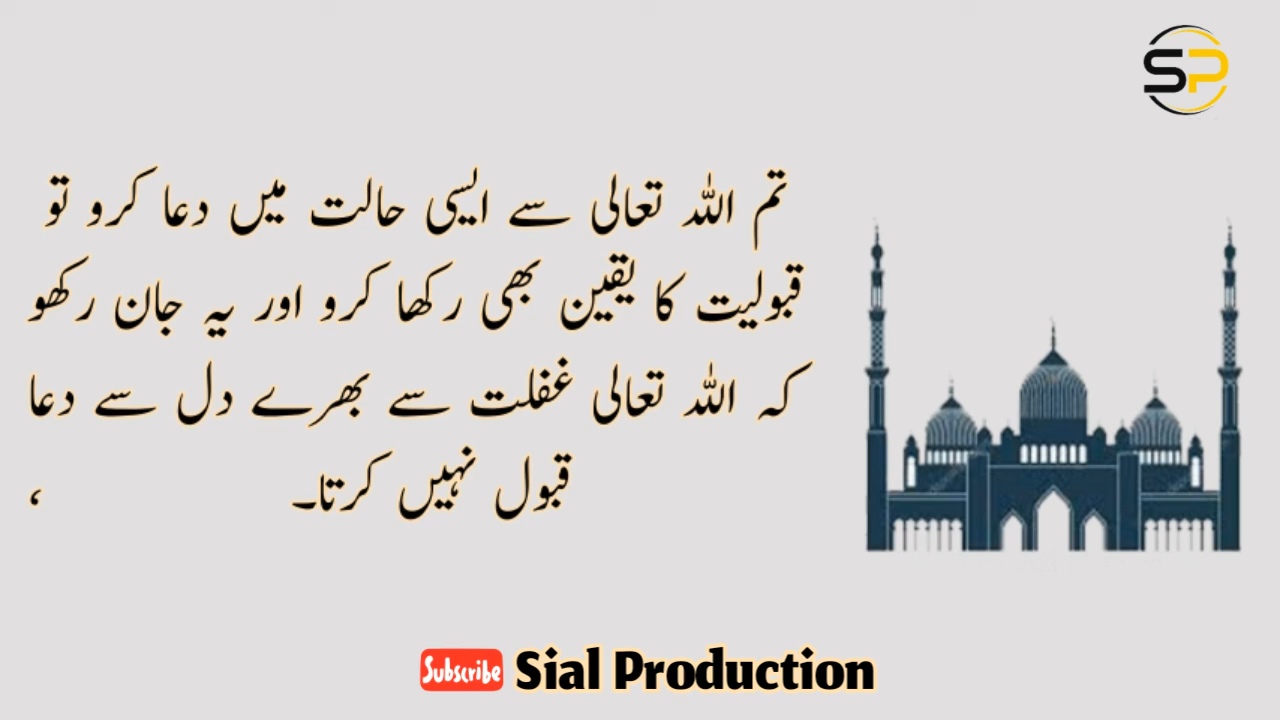 SP
تم اللہ تعالی سے ایسی حالت میں دعا کرو تو
قبولیت کا یقین بھی رکھا کرو اور یہ جان رکھو
کہ اللہ تعالی غفلت سے بھرے دل سے دعا
قبول نہیں کرتا۔ ،
Subscribe Sial Production